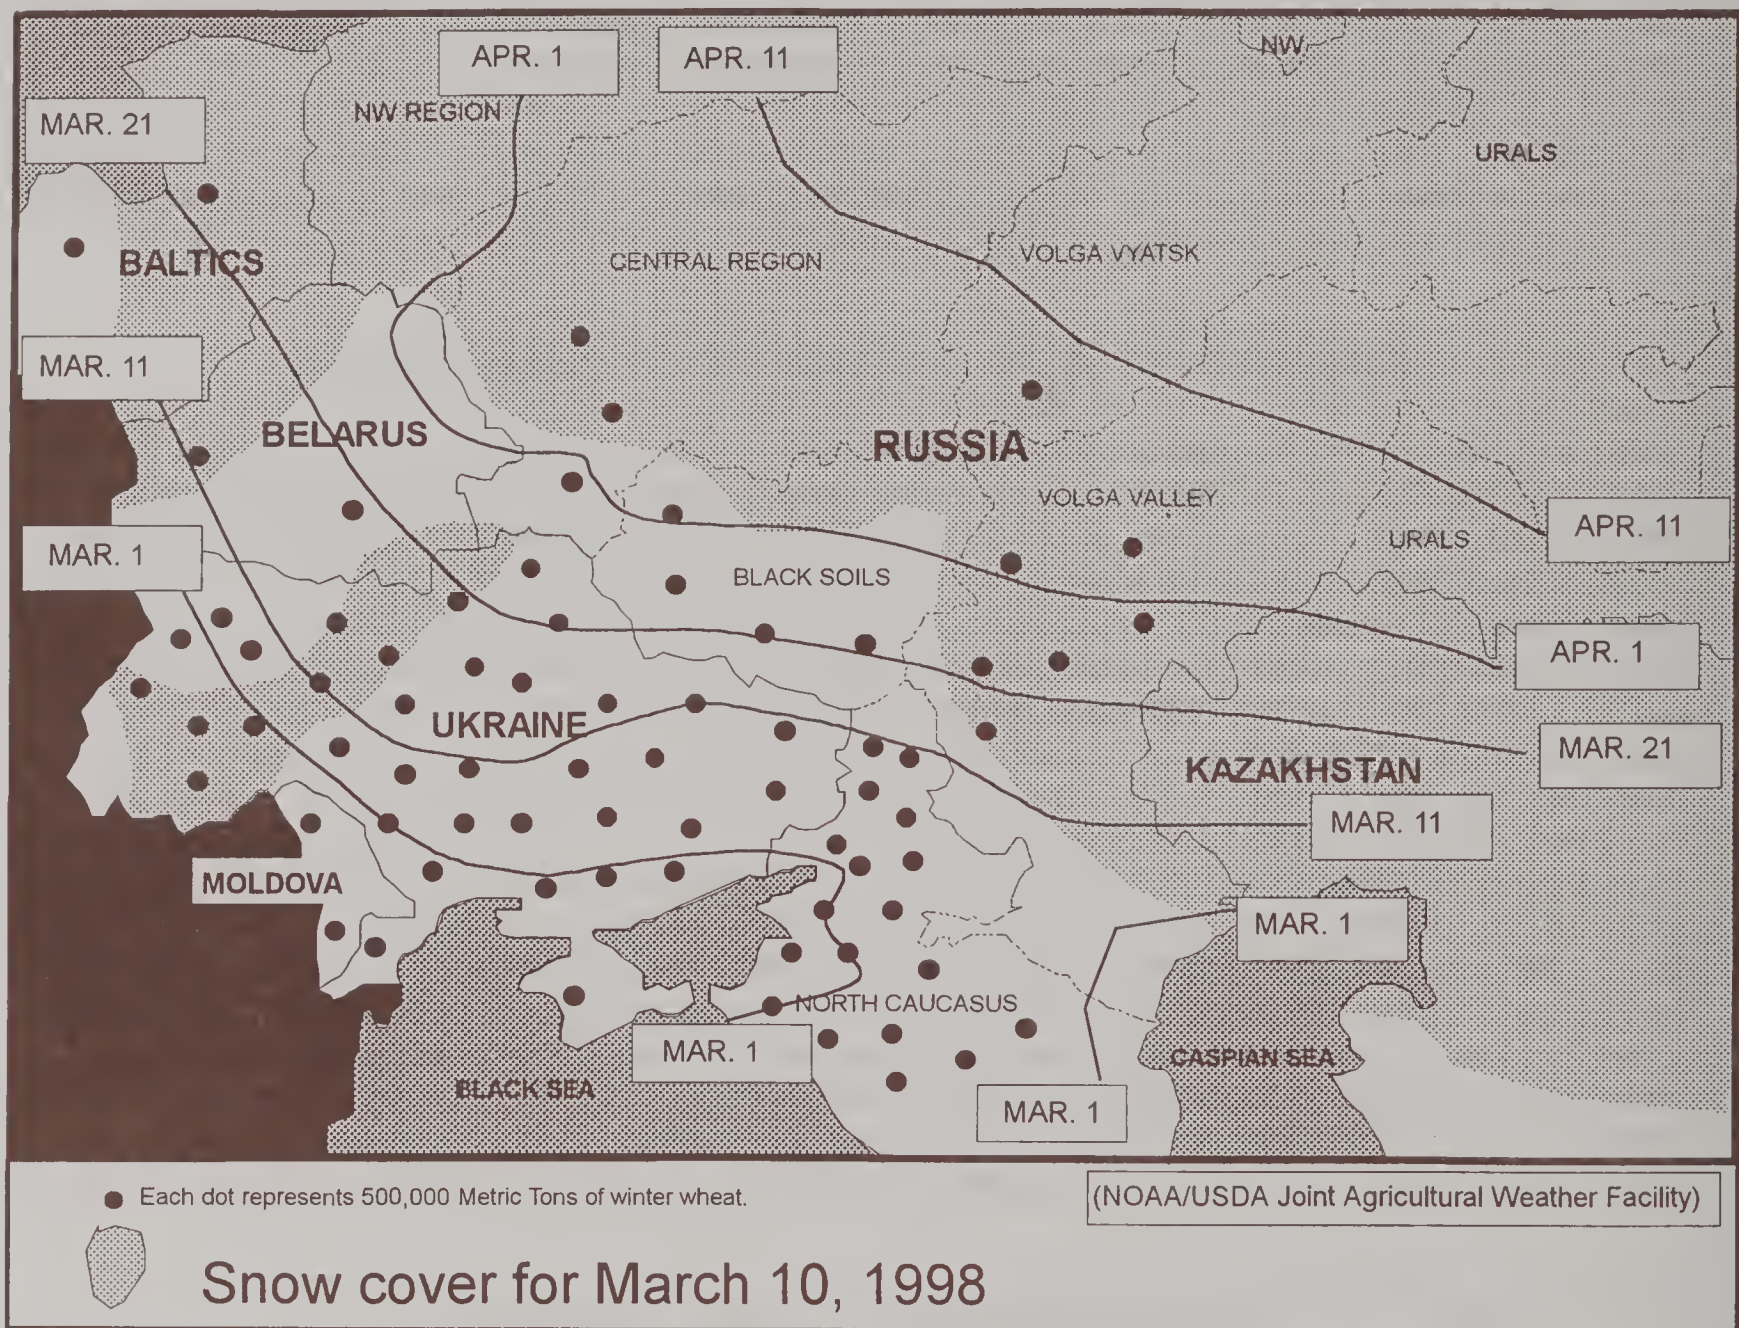 APR. 1
APR. 11
NW
MAR. 21
NW REGION
URALS
BALTICS
CENTRAL REGION
VOLGA VYATSK
MAR. 11
BELARUS
RUSSIA
VOLGA VALLEY
APR. 11
URALS
MAR. 1
BLACK SOILS
APR. 1
UKRAINE
MAR. 21
KAZAKHSTAN
MAR. 11
MOLDOVA
MAR. 1
NORTH CAUCASUS
MAR. 1
CASPIAN SEA
BLACK SEA
MAR. 1
Each dot represents 500,000 Metric Tons of winter wheat.
(NOAA/USDA Joint Agricultural Weather Facility)
Snow cover for March 10, 1998